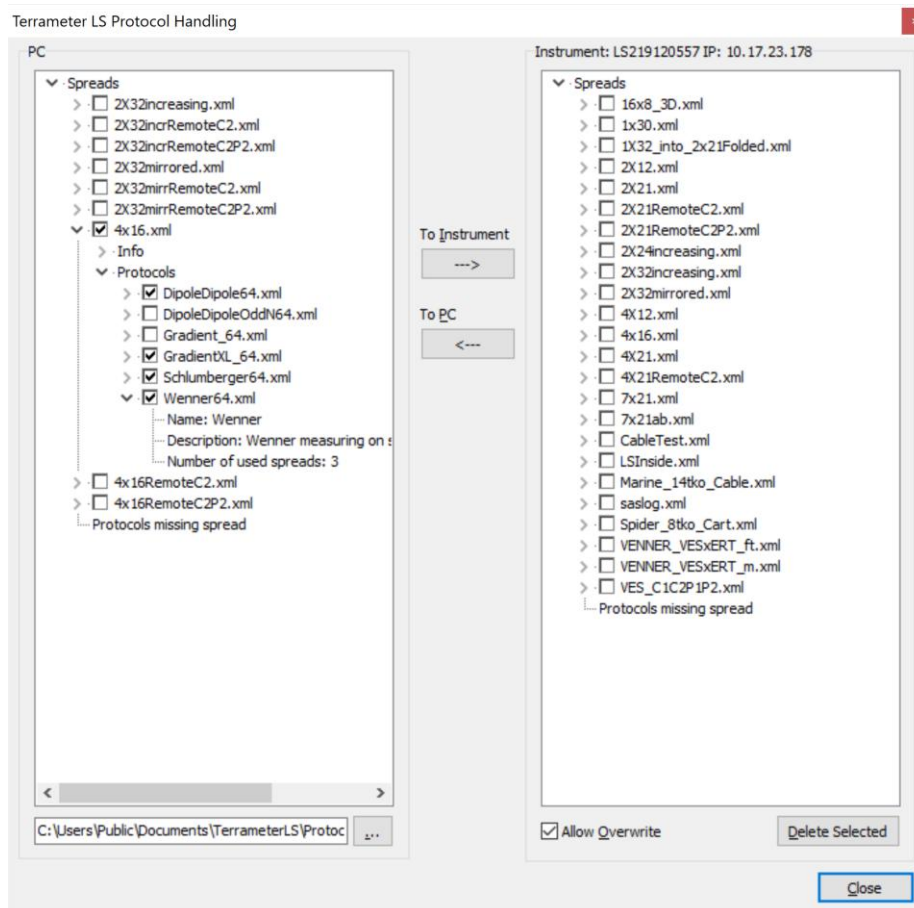 Terrameter LS Protocol Handling
PC
Spreads
2X32increasing.xml
2X32incrRemoteC2.xml
2X32incrRemoteC2P2.xml
2X32mirrored.xml
2X32mirrRemoteC2.xml
2X32mirrRemoteC2P2.xml
4x16.xml
Info
Protocols
DipoleDipole64.xml
DipoleDipoleOddN64.xml
Gradient_64.xml
GradientXL_64.xml
Schlumberger64.xml
Wenner64.xml
Name: Wenner
Description: Wenner measuring on s
Number of used spreads: 3
4x16RemoteC2.xml
4x16RemoteC2P2.xml
Protocols missing spread
C:\Users\Public\Documents\TerrameterLS\Protoc
...
To Instrument
--->
To PC
<---
Instrument: LS219120557 IP: 10.17.23.178
Spreads
16x8_3D.xml
1x30.xml
1X32_into_2x21Folded.xml
2X12.xml
2X21.xml
2X21RemoteC2.xml
2X21RemoteC2P2.xml
2X24increasing.xml
2X32increasing.xml
2X32mirrored.xml
4X12.xml
4x16.xml
4X21.xml
4X21RemoteC2.xml
7x21.xml
7x21ab.xml
CableTest.xml
LSInside.xml
Marine_14tko_Cable.xml
saslog.xml
Spider_8tko_Cart.xml
VENNER_VESxERT_ft.xml
VENNER_VESxERT_m.xml
VES_C1C2P1P2.xml
Protocols missing spread
Allow Overwrite
Delete Selected
Close